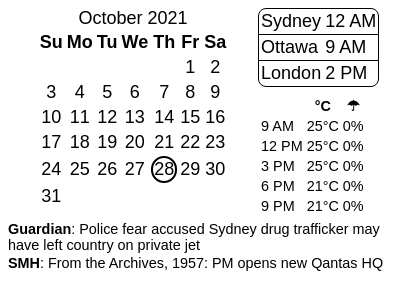 October 2021
Su Mo Tu We Th Fr Sa
1 2
3 4 5 6 7 8 9
10 11 12 13 14 15 16
17 18 19 20 21 22 23
24 25 26 27 28 29 30
31
Sydney 12 AM
Ottawa 9 AM
London 2 PM
°C ☂
9 AM 25°C 0%
12 PM 25°C 0%
3 PM 25°C 0%
6 PM 21°C 0%
9 PM 21°C 0%
Guardian: Police fear accused Sydney drug trafficker may
have left country on private jet
SMH: From the Archives, 1957: PM opens new Qantas HQ